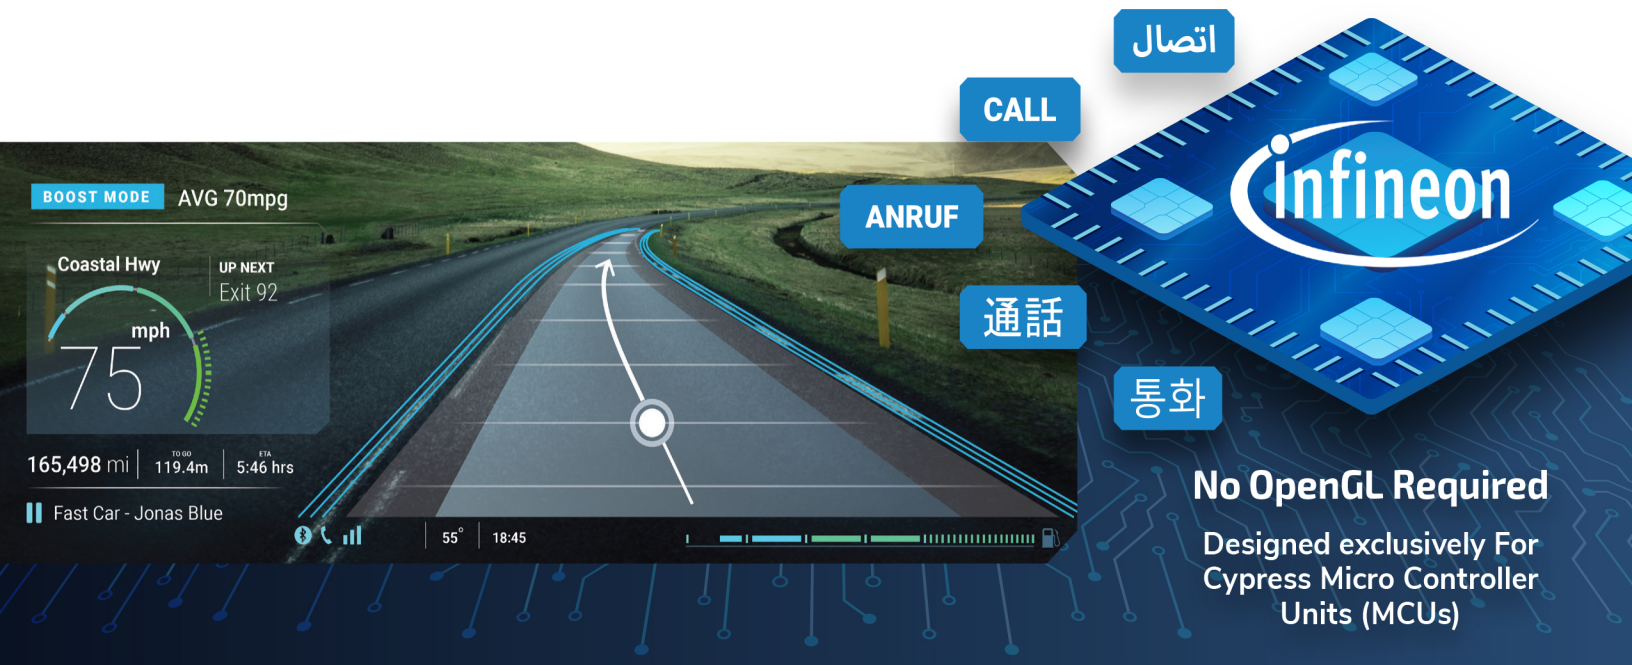 اتصال
CALL
ANRUF
通話
통화
infineon
BOOST MODE AVG 70mpg
Coastal Hwy
UP NEXT
Exit 92
mph
75
165,498 mi
TO GO
119.4m
ETA
5:46 hrs
Fast Car - Jonas Blue
55°
18:45
No OpenGL Required
Designed exclusively For
Cypress Micro Controller
Units (MCUs)